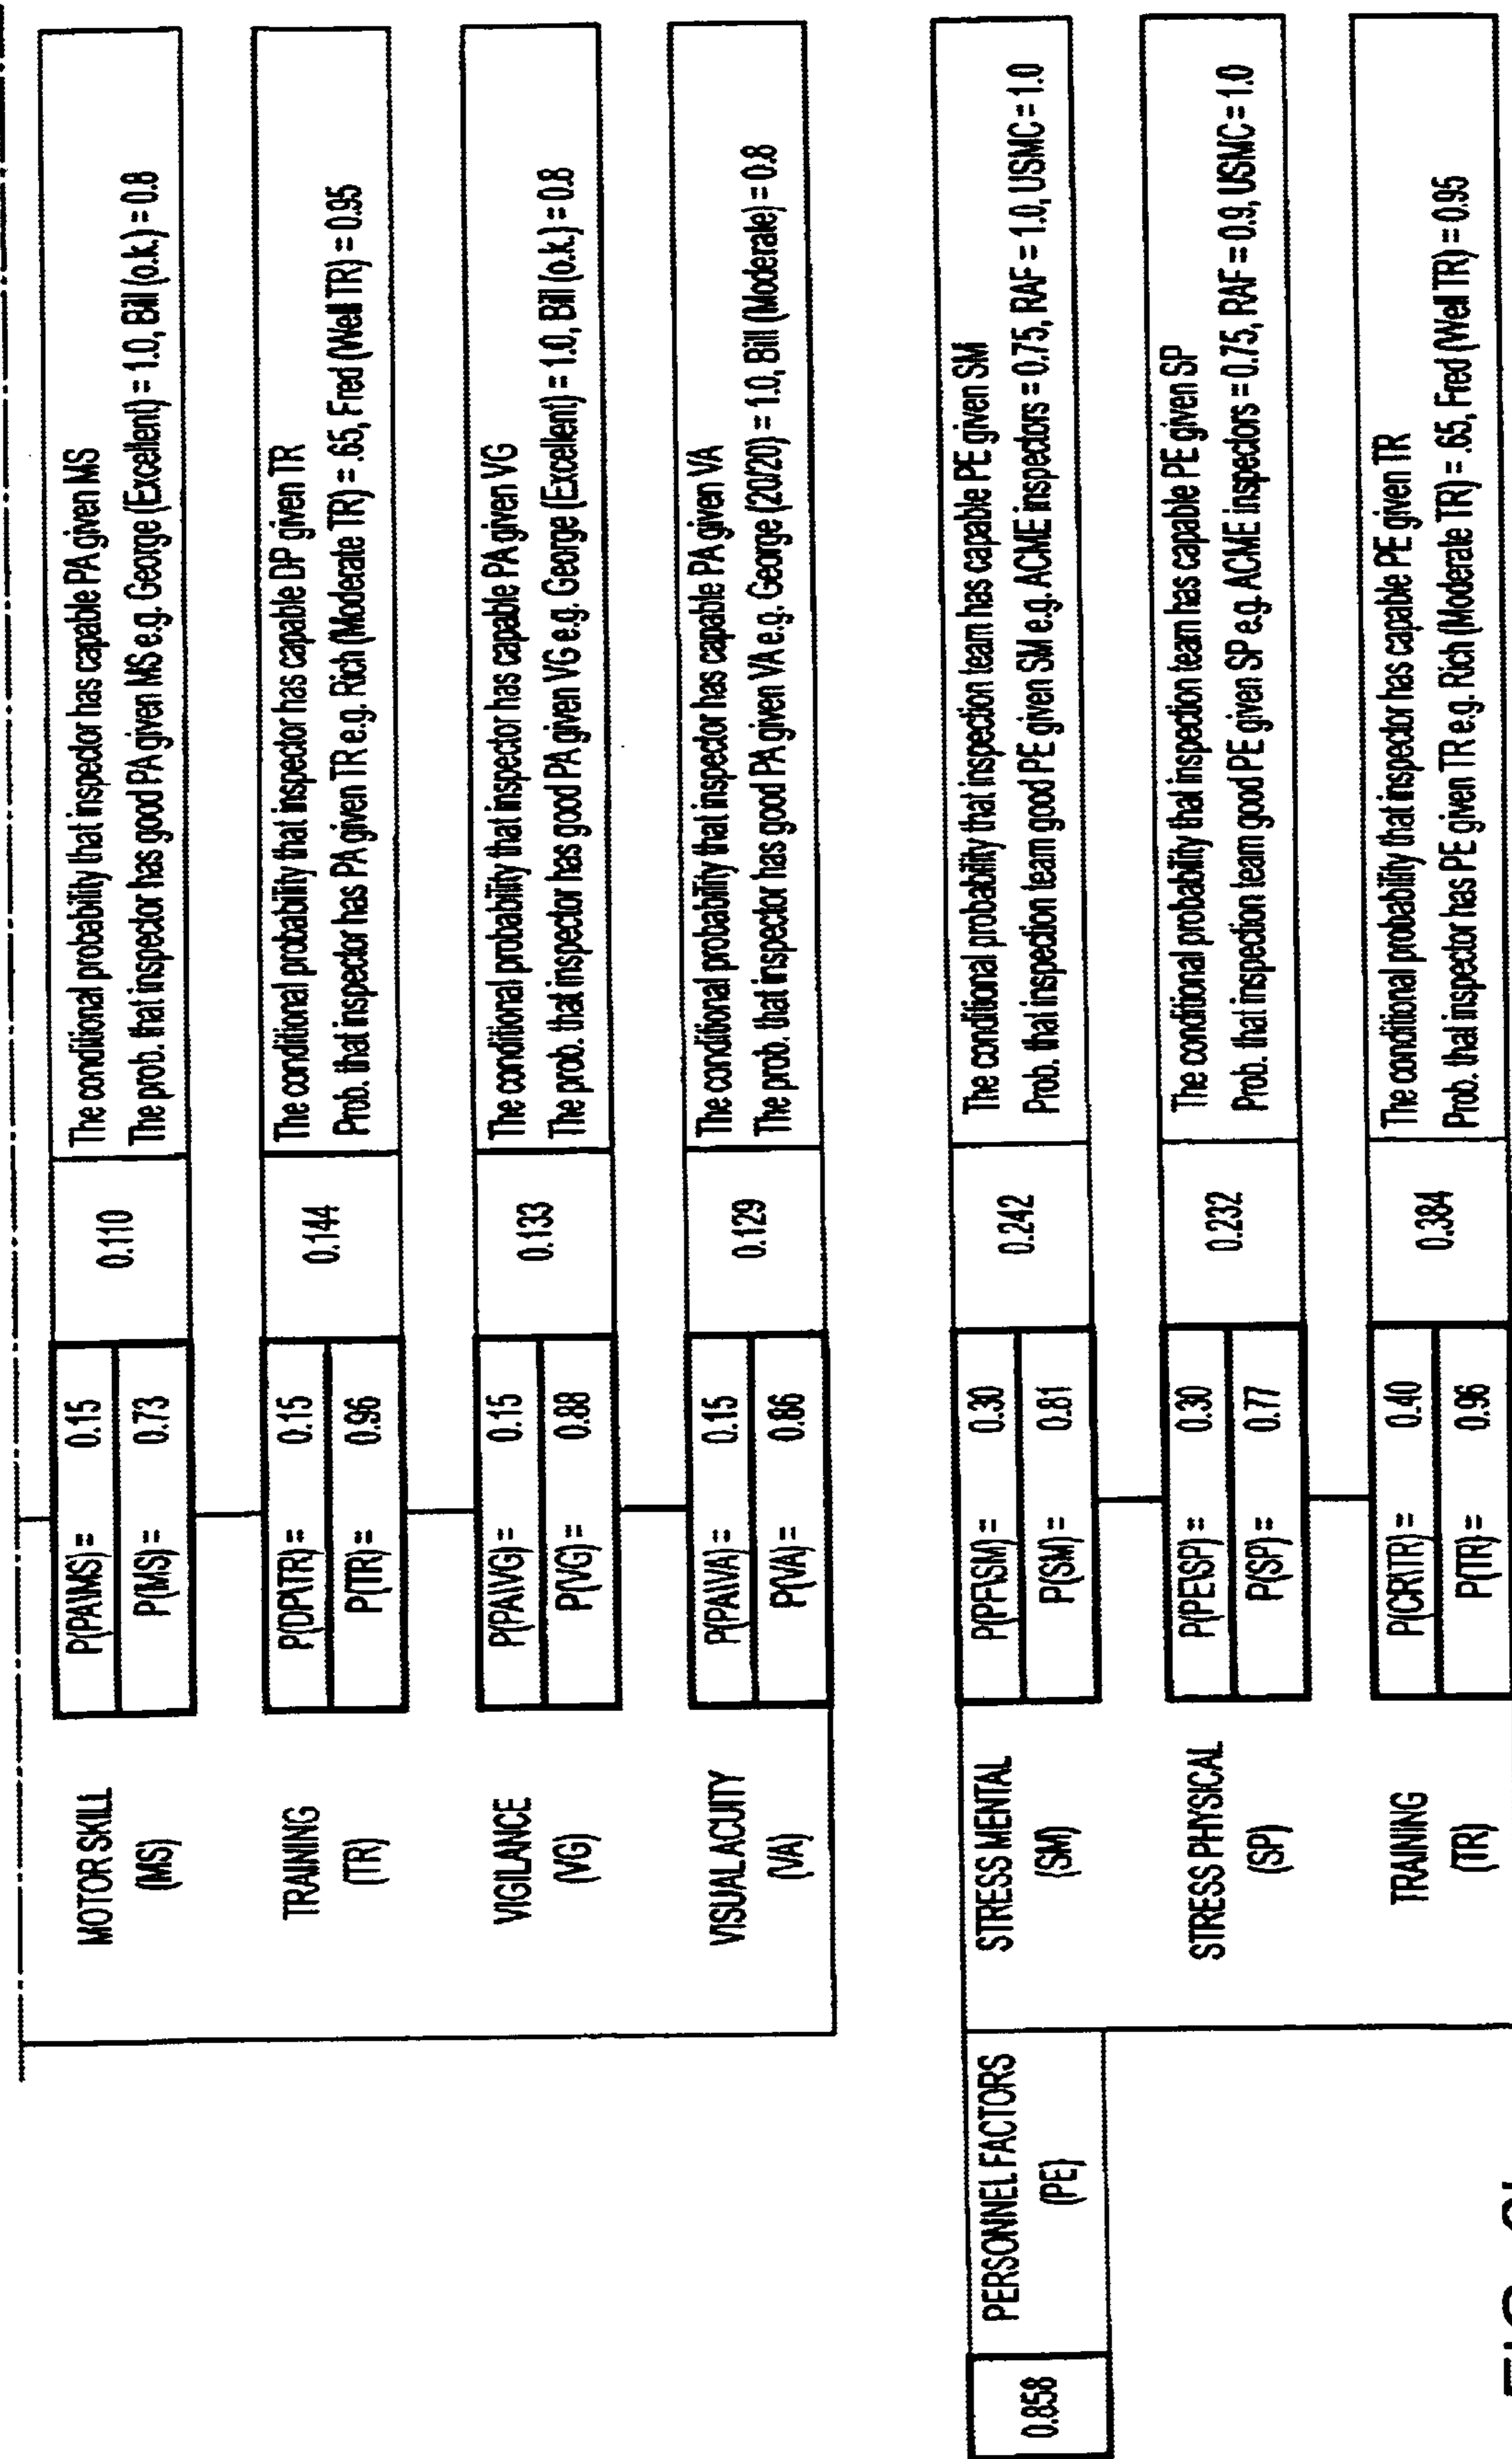 MOTOR SKILL
(MS)
P(PA\MS) = 0.15
P(MS) = 0.73
0.110
The conditional probability that inspector has capable PA given MS
The prob. that inspector has good PA given MS e.g. George (Excellent) = 1.0, Bill (o.k.) = 0.8
TRAINING
(TR)
P(DP\TR) = 0.15
P(TR) = 0.96
0.144
The conditional probability that inspector has capable DP given TR
Prob. that inspector has PA given TR e.g. Rich (Moderate TR) = .65, Fred (Well TR) = 0.95
VIGILANCE
(VG)
P(PA\VG) = 0.15
P(VG) = 0.88
0.133
The conditional probability that inspector has capable PA given VG
The prob. that inspector has good PA given VG e.g. George (Excellent) = 1.0, Bill (o.k.) = 0.8
VISUAL ACUITY
(VA)
P(PA\VA) = 0.15
P(VA) = 0.86
0.129
The conditional probability that inspector has capable PA given VA
The prob. that inspector has good PA given VA e.g. George (20/20) = 1.0, Bill (Moderate) = 0.8
0.858
PERSONNEL FACTORS
(PE)
STRESS MENTAL
(SM)
P(PE\SM) = 0.30
P(SM) = 0.81
0.242
The conditional probability that inspection team has capable PE given SM
Prob. that inspection team good PE given SM e.g. ACME inspectors = 0.75, RAF = 1.0, USMC = 1.0
STRESS PHYSICAL
(SP)
P(PE\SP) = 0.30
P(SP) = 0.77
0.232
The conditional probability that inspection team has capable PE given SP
Prob. that inspection team good PE given SP e.g. ACME inspectors = 0.75, RAF = 0.9, USMC = 1.0
TRAINING
(TR)
P(CR\TR) = 0.40
P(TR) = 0.96
0.384
The conditional probability that inspector has capable PE given TR
Prob. that inspector has PE given TR e.g. Rich (Moderate TR) = .65, Fred (Well TR) = 0.95